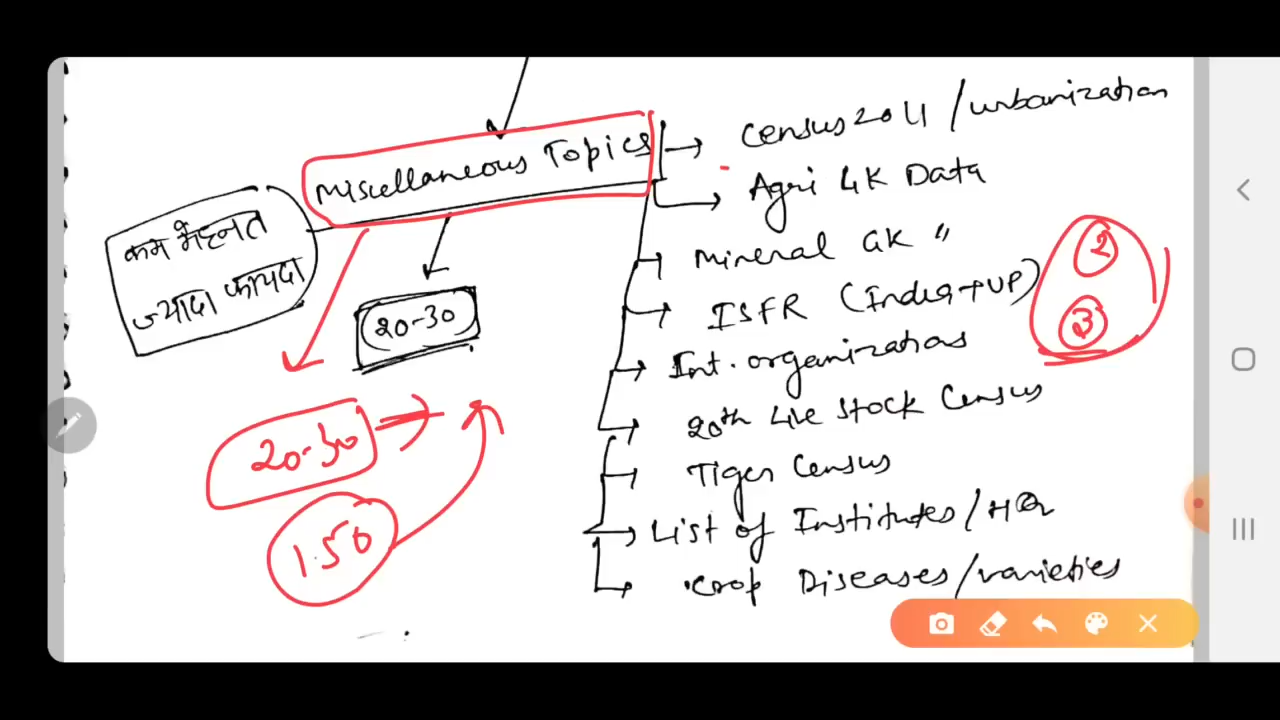 Miscellaneous Topics
कम मेहनत
ज्यादा फायदा
20-30
20-30
150
Census 2011 / urbanization
Agri GK Data
Mineral GK "
ISFR (India + UP)
Int. organizations
20th Live Stock Census
Tiger Census
List of Institutes / HQ
Crop Diseases / varieties
2
3